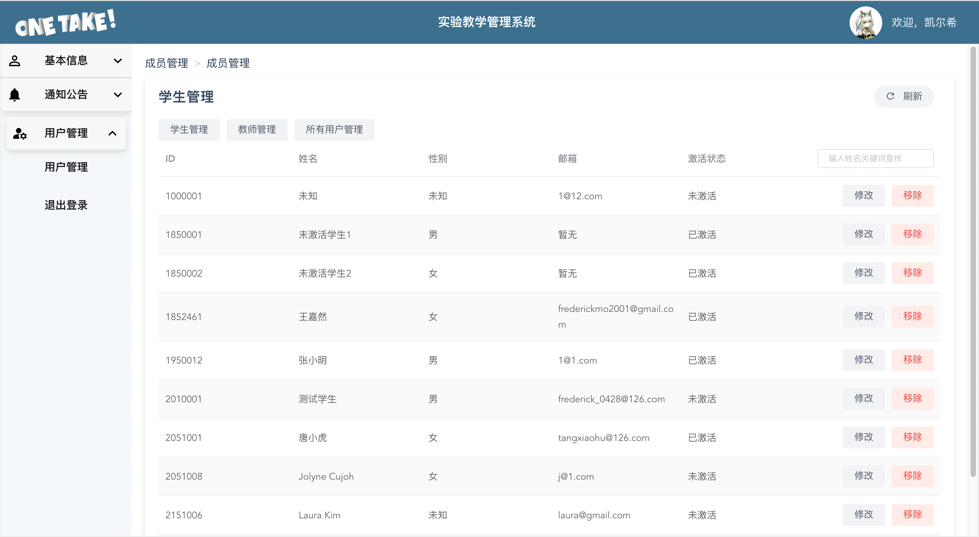 ONE TAKE!
实验教学管理系统
欢迎，凯尔希
基本信息
通知公告
用户管理
用户管理
退出登录
成员管理 > 成员管理
学生管理
刷新
学生管理 教师管理 所有用户管理
ID 姓名 性别 邮箱 激活状态 输入姓名关键词查找
1000001 未知 未知 1@12.com 未激活 修改 移除
1850001 未激活学生1 男 暂无 已激活 修改 移除
1850002 未激活学生2 女 暂无 已激活 修改 移除
1852461 王嘉然 女 frederickmo2001@gmail.co
m 已激活 修改 移除
1950012 张小明 男 1@1.com 已激活 修改 移除
2010001 测试学生 男 frederick_0428@126.com 未激活 修改 移除
2051001 唐小虎 女 tangxiaohu@126.com 已激活 修改 移除
2051008 Jolyne Cujoh 女 j@1.com 未激活 修改 移除
2151006 Laura Kim 未知 laura@gmail.com 未激活 修改 移除